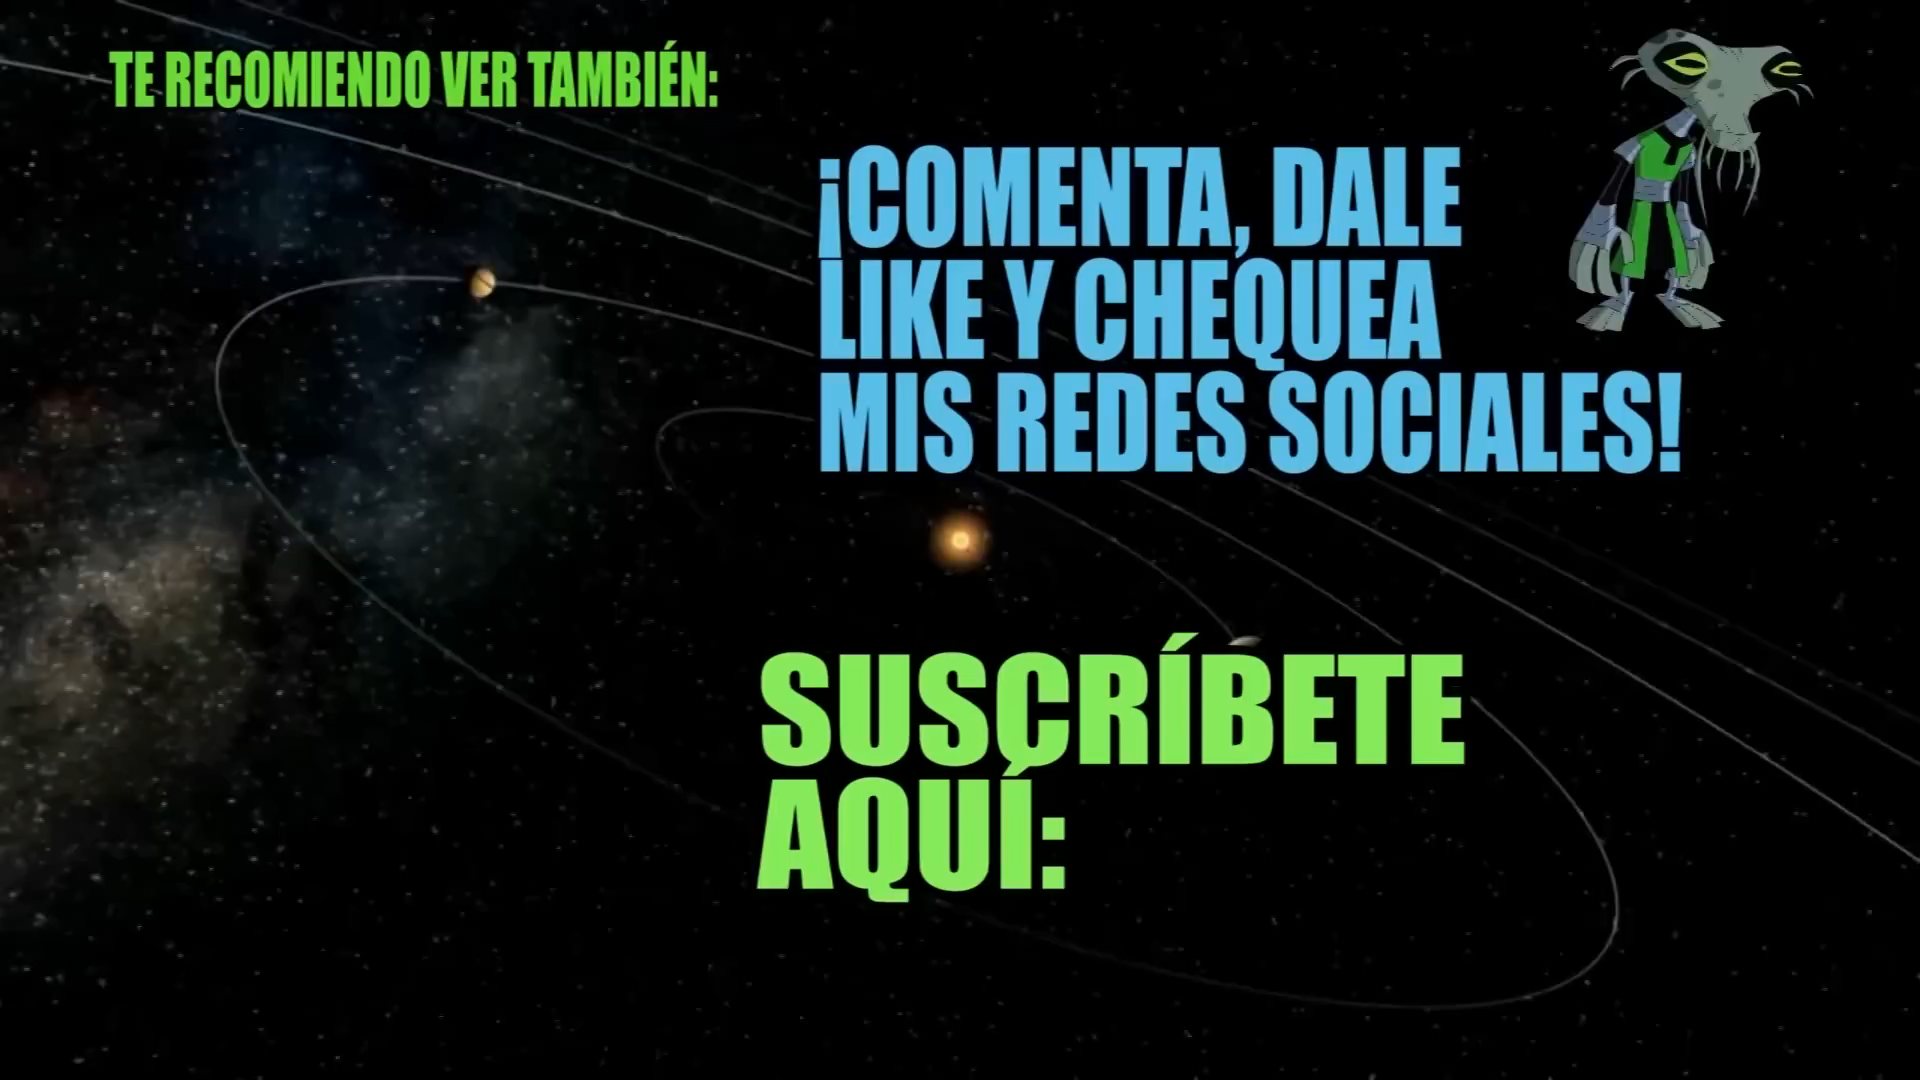 TE RECOMIENDO VER TAMBIÉN:
¡COMENTA, DALE
LIKE Y CHEQUEA
MIS REDES SOCIALES!
SUSCRÍBETE
AQUÍ: